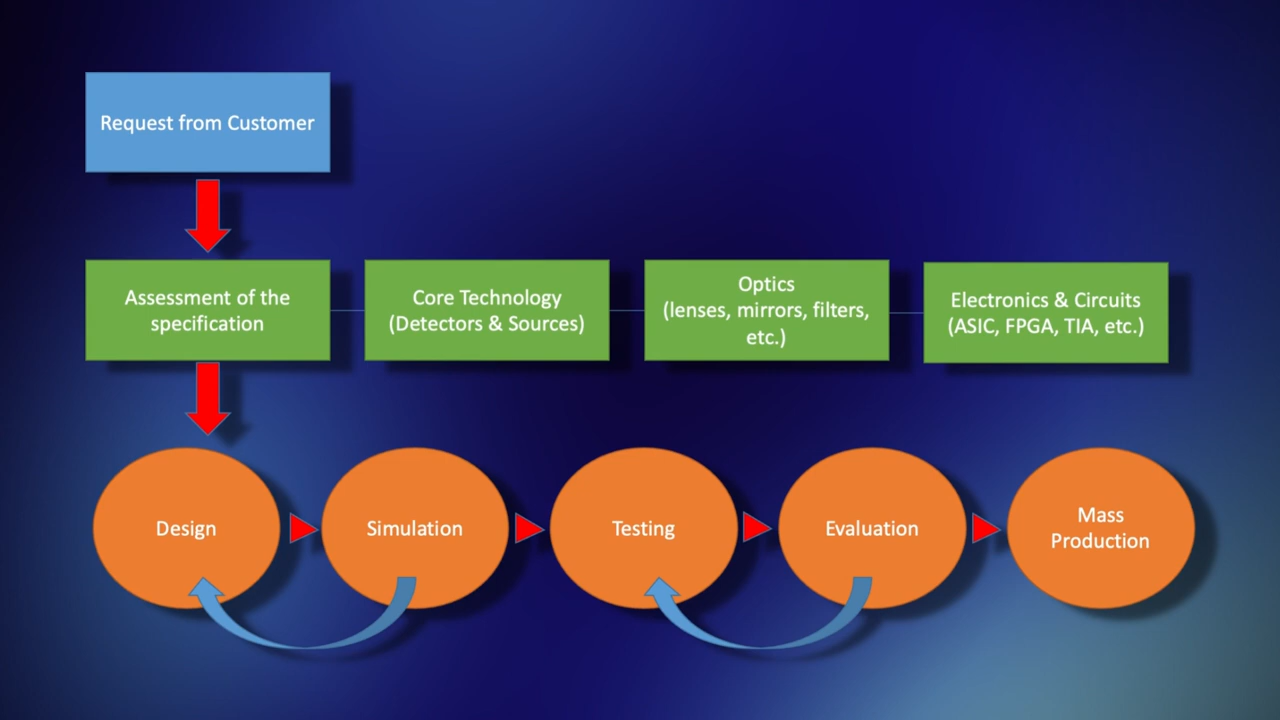 Request from Customer
Assessment of the
specification
Core Technology
(Detectors & Sources)
Optics
(lenses, mirrors, filters,
etc.)
Electronics & Circuits
(ASIC, FPGA, TIA, etc.)
Design
Simulation
Testing
Evaluation
Mass
Production